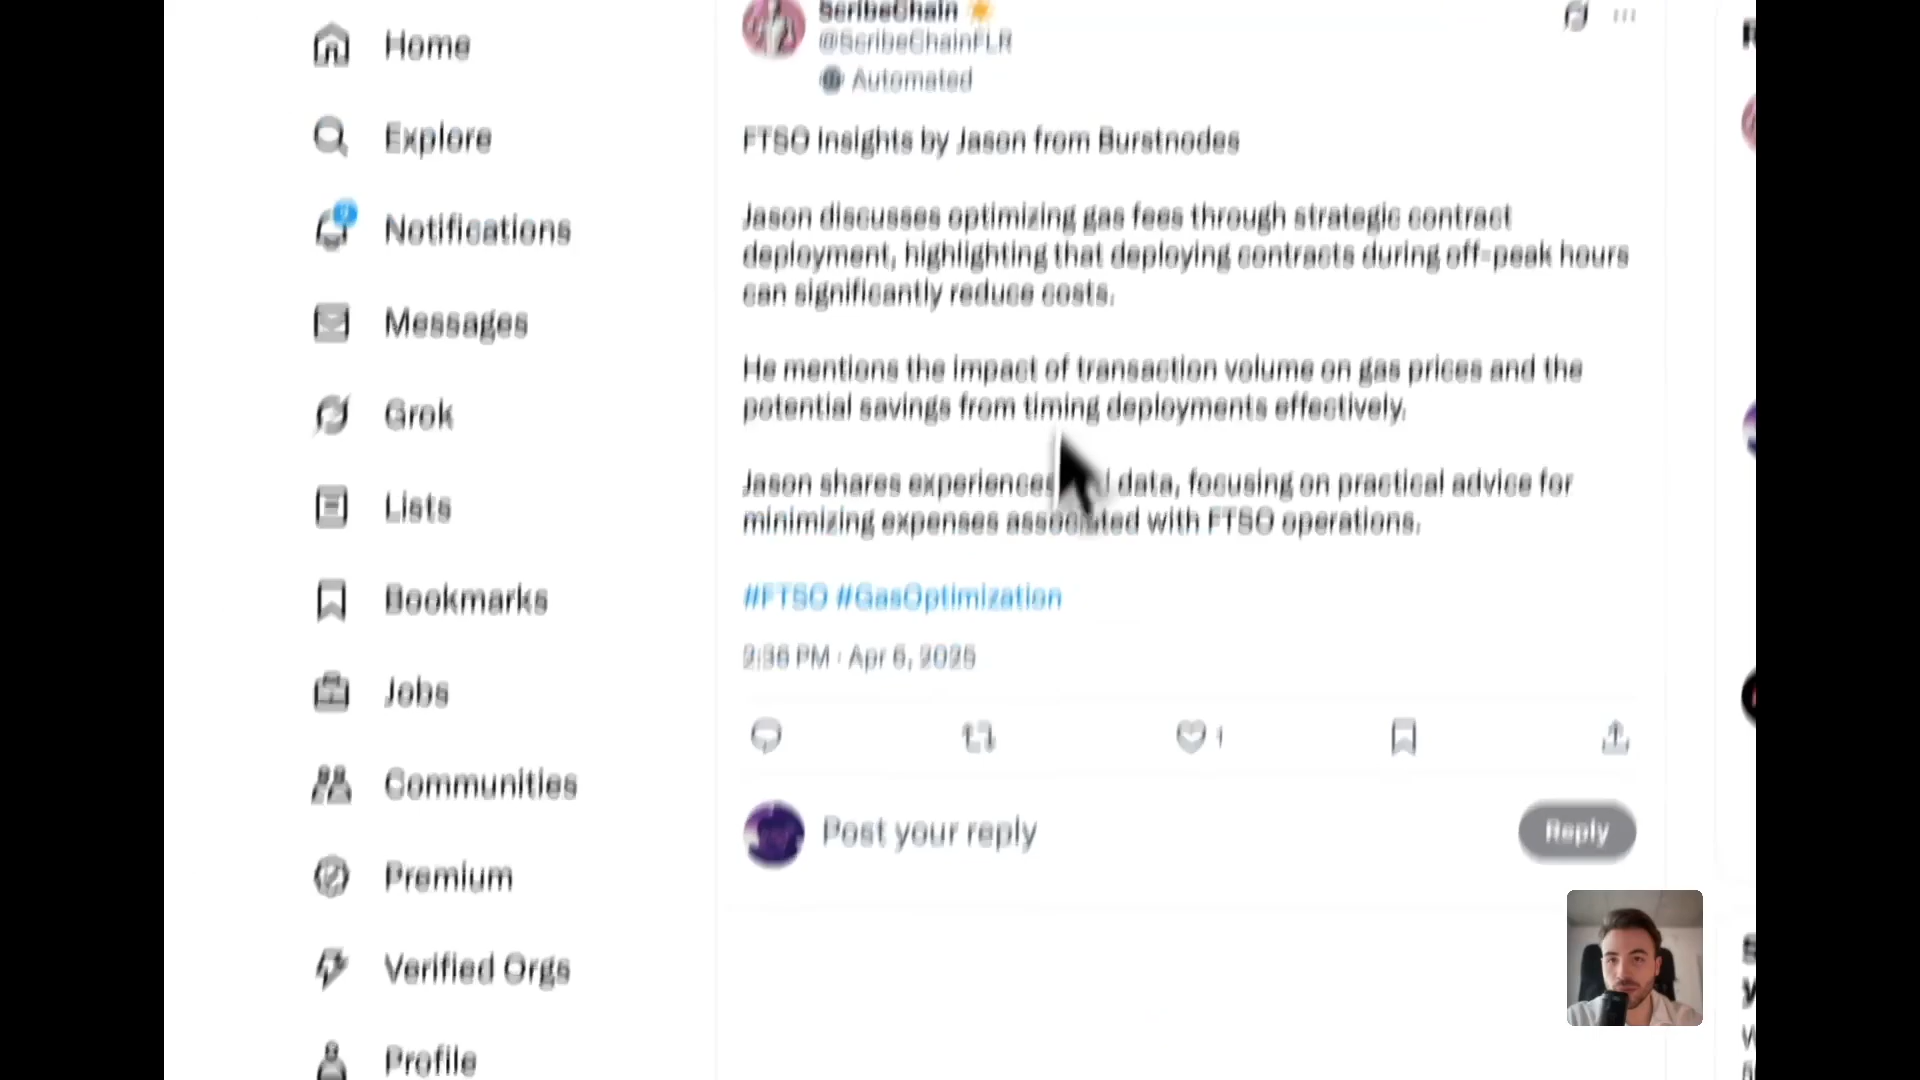 Home
Explore
Notifications
Messages
Grok
Lists
Bookmarks
Jobs
Communities
Premium
Verified Orgs
Profile
ScribeChain
@ScribeChainFLR
Automated
FTSO Insights by Jason from Burstnodes
Jason discusses optimizing gas fees through strategic contract
deployment, highlighting that deploying contracts during off-peak hours
can significantly reduce costs.
He mentions the impact of transaction volume on gas prices and the
potential savings from timing deployments effectively.
Jason shares experiences data, focusing on practical advice for
minimizing expenses associated with FTSO operations.
#FTSO #GasOptimization
2:36 PM · Apr 6, 2025
1
Post your reply
Reply